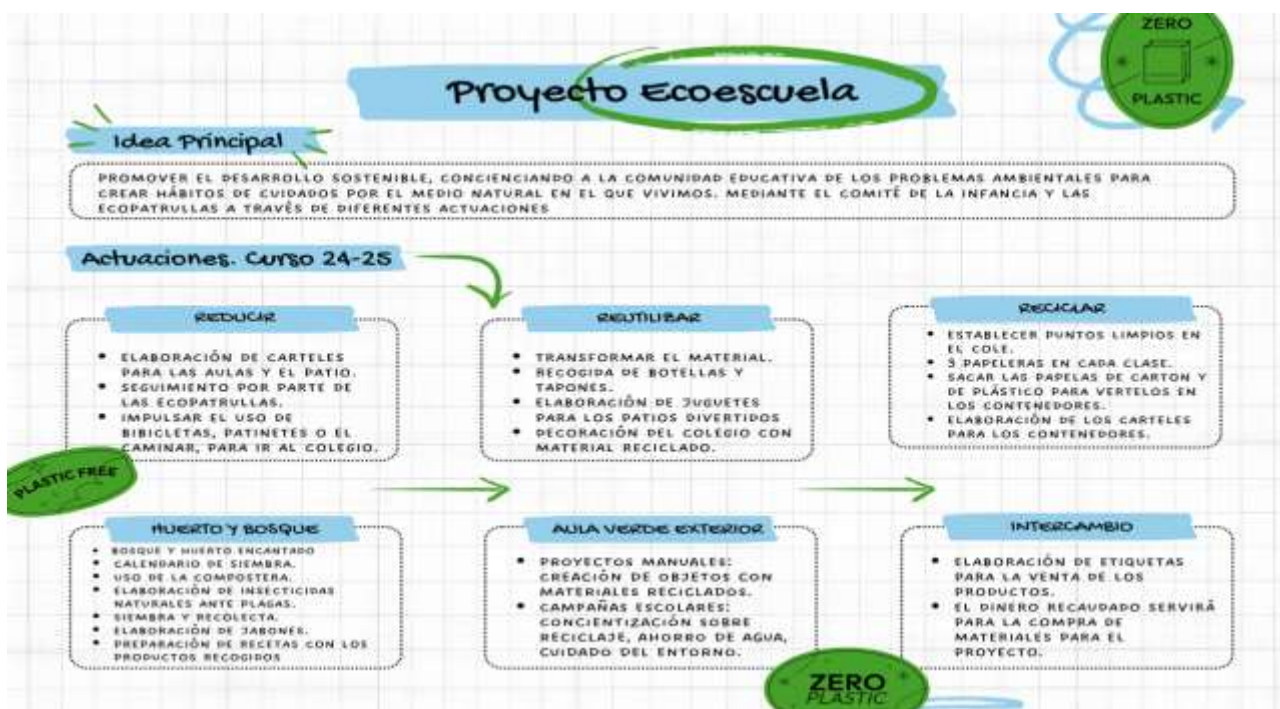 ZERO
PLASTIC
Proyecto Ecoescuela
Idea Principal
PROMOVER EL DESARROLLO SOSTENIBLE, CONCIENCIANDO A LA COMUNIDAD EDUCATIVA DE LOS PROBLEMAS AMBIENTALES PARA
CREAR HÁBITOS DE CUIDADOS POR EL MEDIO NATURAL EN EL QUE VIVIMOS. MEDIANTE EL COMITÉ DE LA INFANCIA Y LAS
ECOPATRULLAS A TRAVÉS DE DIFERENTES ACTUACIONES
Actuaciones. Curso 24-25
REDUCIR
• ELABORACIÓN DE CARTELES
PARA LAS AULAS Y EL PATIO.
• SEGUIMIENTO POR PARTE DE
LAS ECOPATRULLAS.
• IMPULSAR EL USO DE
BIBICLETAS, PATINETES O EL
CAMINAR, PARA IR AL COLEGIO.
REUTILIBAR
• TRANSFORMAR EL MATERIAL.
• RECOGIDA DE BOTELLAS Y
TAPONES.
• ELABORACIÓN DE JUGUETES
PARA LOS PATIOS DIVERTIDOS
• DECORACIÓN DEL COLEGIO CON
MATERIAL RECICLADO.
RECICLAR
• ESTABLECER PUNTOS LIMPIOS EN
EL COLE.
• 3 PAPELERAS EN CADA CLASE.
• SACAR LAS PAPELAS DE CARTON Y
DE PLÁSTICO PARA VERTELOS EN
LOS CONTENEDORES.
• ELABORACIÓN DE LOS CARTELES
PARA LOS CONTENEDORES.
PLASTIC FREE
HUERTO Y BOSQUE
• BOSQUE Y HUERTO ENCANTADO
• CALENDARIO DE SIEMBRA.
• USO DE LA COMPOSTERA.
• ELABORACIÓN DE INSECTICIDAS
NATURALES ANTE PLAGAS.
• SIEMBRA Y RECOLECTA.
• ELABORACIÓN DE JABONES.
• PREPARACIÓN DE RECETAS CON LOS
PRODUCTOS RECOGIDOS
AULA VERDE EXTERIOR
• PROYECTOS MANUALES:
CREACIÓN DE OBJETOS CON
MATERIALES RECICLADOS.
• CAMPAÑAS ESCOLARES:
CONCIENTIZACIÓN SOBRE
RECICLAJE, AHORRO DE AGUA,
CUIDADO DEL ENTORNO.
INTERCAMBIO
• ELABORACIÓN DE ETIQUETAS
PARA LA VENTA DE LOS
PRODUCTOS.
• EL DINERO RECAUDADO SERVIRÁ
PARA LA COMPRA DE
MATERIALES PARA EL
PROYECTO.
ZERO
PLASTIC